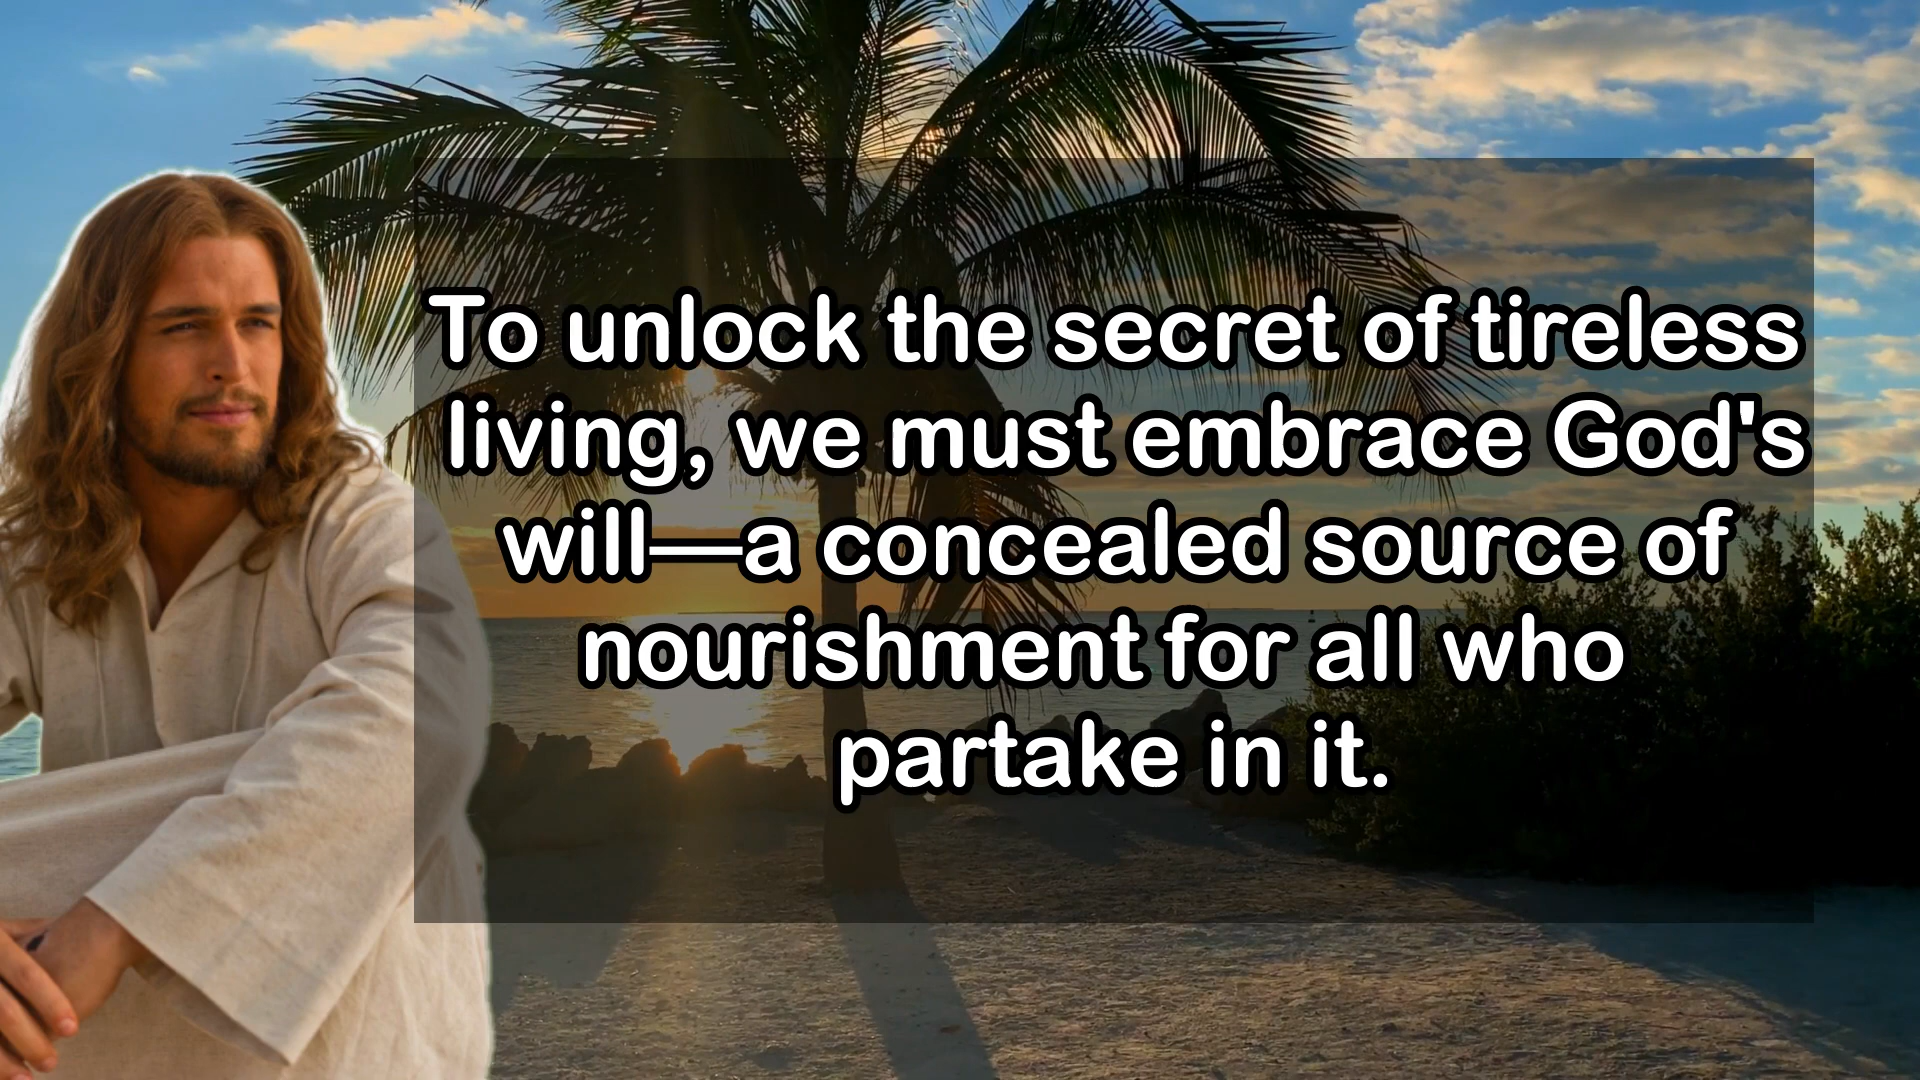 To unlock the secret of tireless
living, we must embrace God's
will—a concealed source of
nourishment for all who
partake in it.